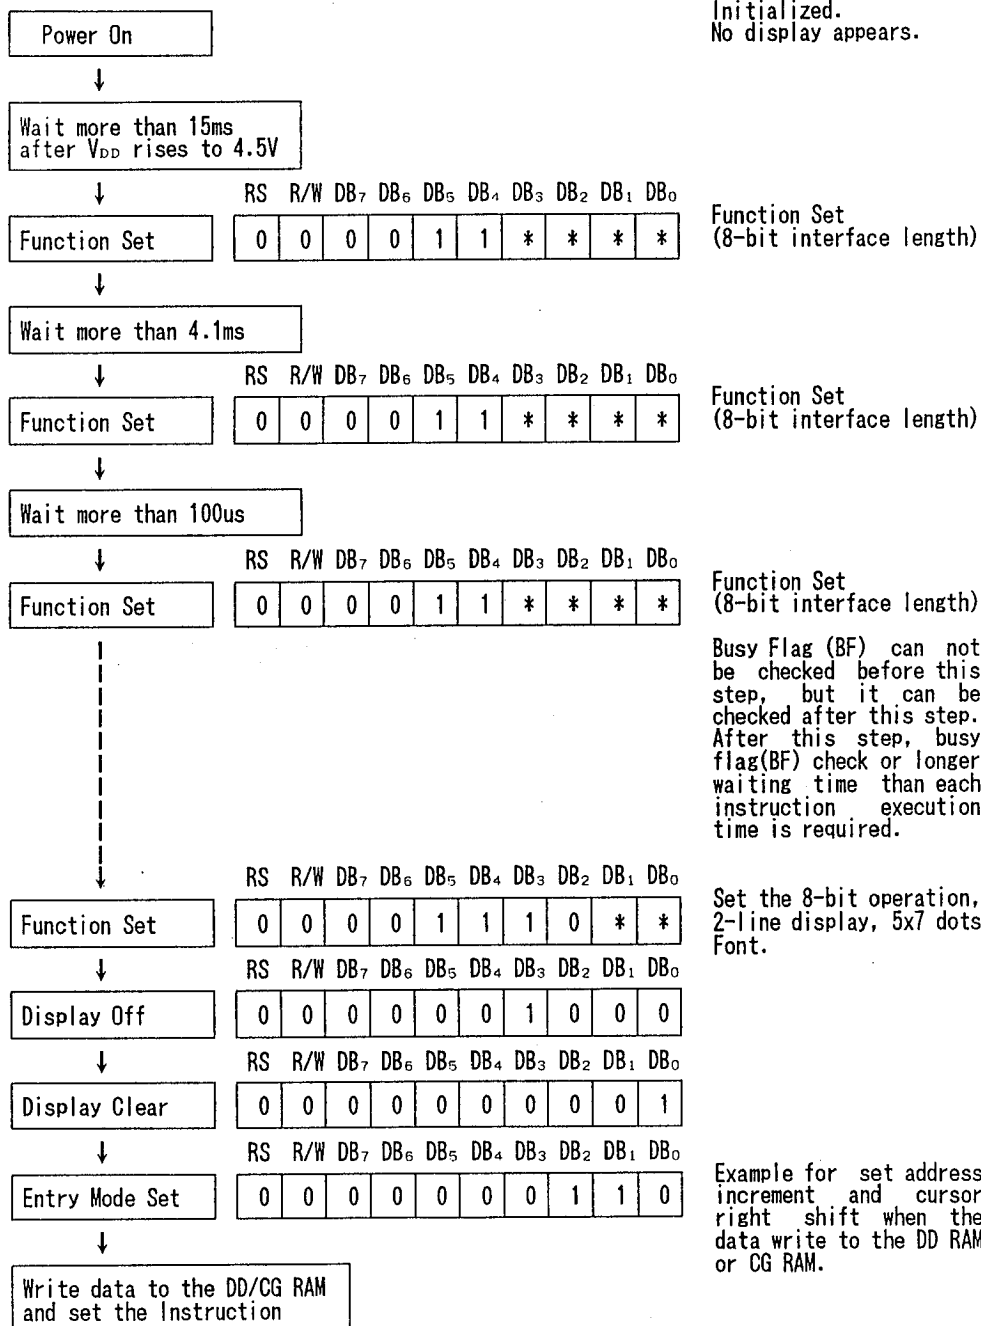 Initialized.
Power On
No display appears.
↓
Wait more than 15ms
after VDD rises to 4.5V
↓
RS R/W DB7 DB6 DB5 DB4 DB3 DB2 DB1 DB0
Function Set 0 0 0 0 1 1 * * * *
Function Set
(8-bit interface length)
↓
Wait more than 4.1ms
↓
RS R/W DB7 DB6 DB5 DB4 DB3 DB2 DB1 DB0
Function Set 0 0 0 0 1 1 * * * *
Function Set
(8-bit interface length)
↓
Wait more than 100us
↓
RS R/W DB7 DB6 DB5 DB4 DB3 DB2 DB1 DB0
Function Set 0 0 0 0 1 1 * * * *
Function Set
(8-bit interface length)
Busy Flag (BF) can not
be checked before this
step, but it can be
checked after this step.
After this step, busy
flag(BF) check or longer
waiting time than each
instruction execution
time is required.
RS R/W DB7 DB6 DB5 DB4 DB3 DB2 DB1 DB0
Function Set 0 0 0 0 1 1 1 0 * *
Set the 8-bit operation,
2-line display, 5x7 dots
Font.
↓
RS R/W DB7 DB6 DB5 DB4 DB3 DB2 DB1 DB0
Display Off 0 0 0 0 0 0 1 0 0 0
↓
RS R/W DB7 DB6 DB5 DB4 DB3 DB2 DB1 DB0
Display Clear 0 0 0 0 0 0 0 0 0 1
↓
RS R/W DB7 DB6 DB5 DB4 DB3 DB2 DB1 DB0
Entry Mode Set 0 0 0 0 0 0 0 1 1 0
Example for set address
increment and cursor
right shift when the
data write to the DD RAM
or CG RAM.
↓
Write data to the DD/CG RAM
and set the Instruction